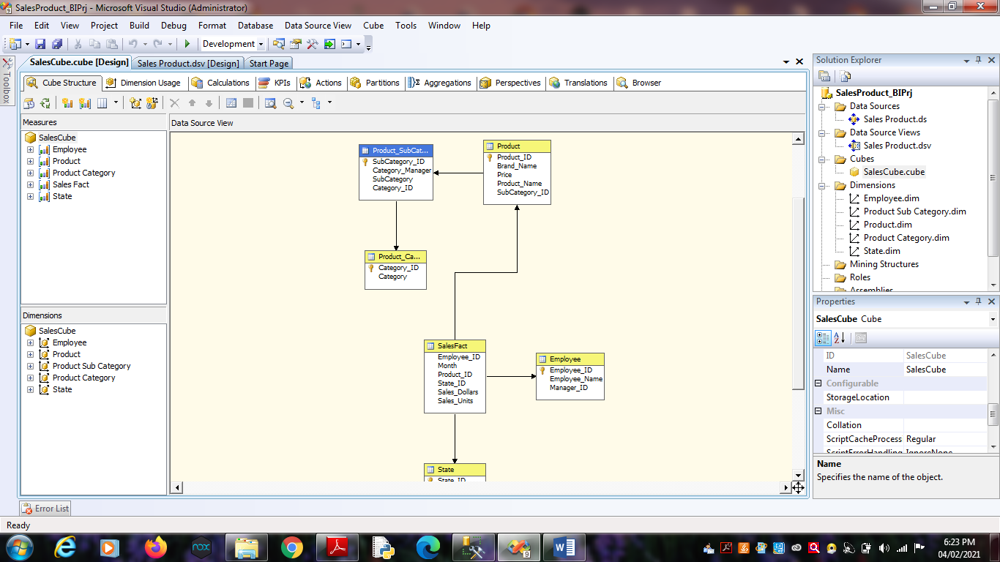 SalesProduct_BIPrj - Microsoft Visual Studio (Administrator)
File Edit View Project Build Debug Format Database Data Source View Cube Tools Window Help
Development
Toolbox
SalesCube.cube [Design] Sales Product.dsv [Design] Start Page
Cube Structure Dimension Usage Calculations KPIs Actions Partitions Aggregations Perspectives Translations Browser
Measures
SalesCube
Employee
Product
Product Category
Sales Fact
State
Dimensions
SalesCube
Employee
Product
Product Sub Category
Product Category
State
Data Source View
Product_SubCat...
SubCategory_ID
Category_Manager
SubCategory
Category_ID
Product
Product_ID
Brand_Name
Price
Product_Name
SubCategory_ID
Product_Ca...
Category_ID
Category
SalesFact
Employee_ID
Month
Product_ID
State_ID
Sales_Dollars
Sales_Units
Employee
Employee_ID
Employee_Name
Manager_ID
State
State_ID
Solution Explorer
SalesProduct_BIPrj
Data Sources
Sales Product.ds
Data Source Views
Sales Product.dsv
Cubes
SalesCube.cube
Dimensions
Employee.dim
Product Sub Category.dim
Product.dim
Product Category.dim
State.dim
Mining Structures
Roles
Assemblies
Properties
SalesCube Cube
ID SalesCube
Name SalesCube
Configurable
StorageLocation
Misc
Collation
ScriptCacheProcess Regular
ScriptErrorHandling IgnoreNone
Name
Specifies the name of the object.
Error List
Ready
nox
9
W
6:23 PM
04/02/2021